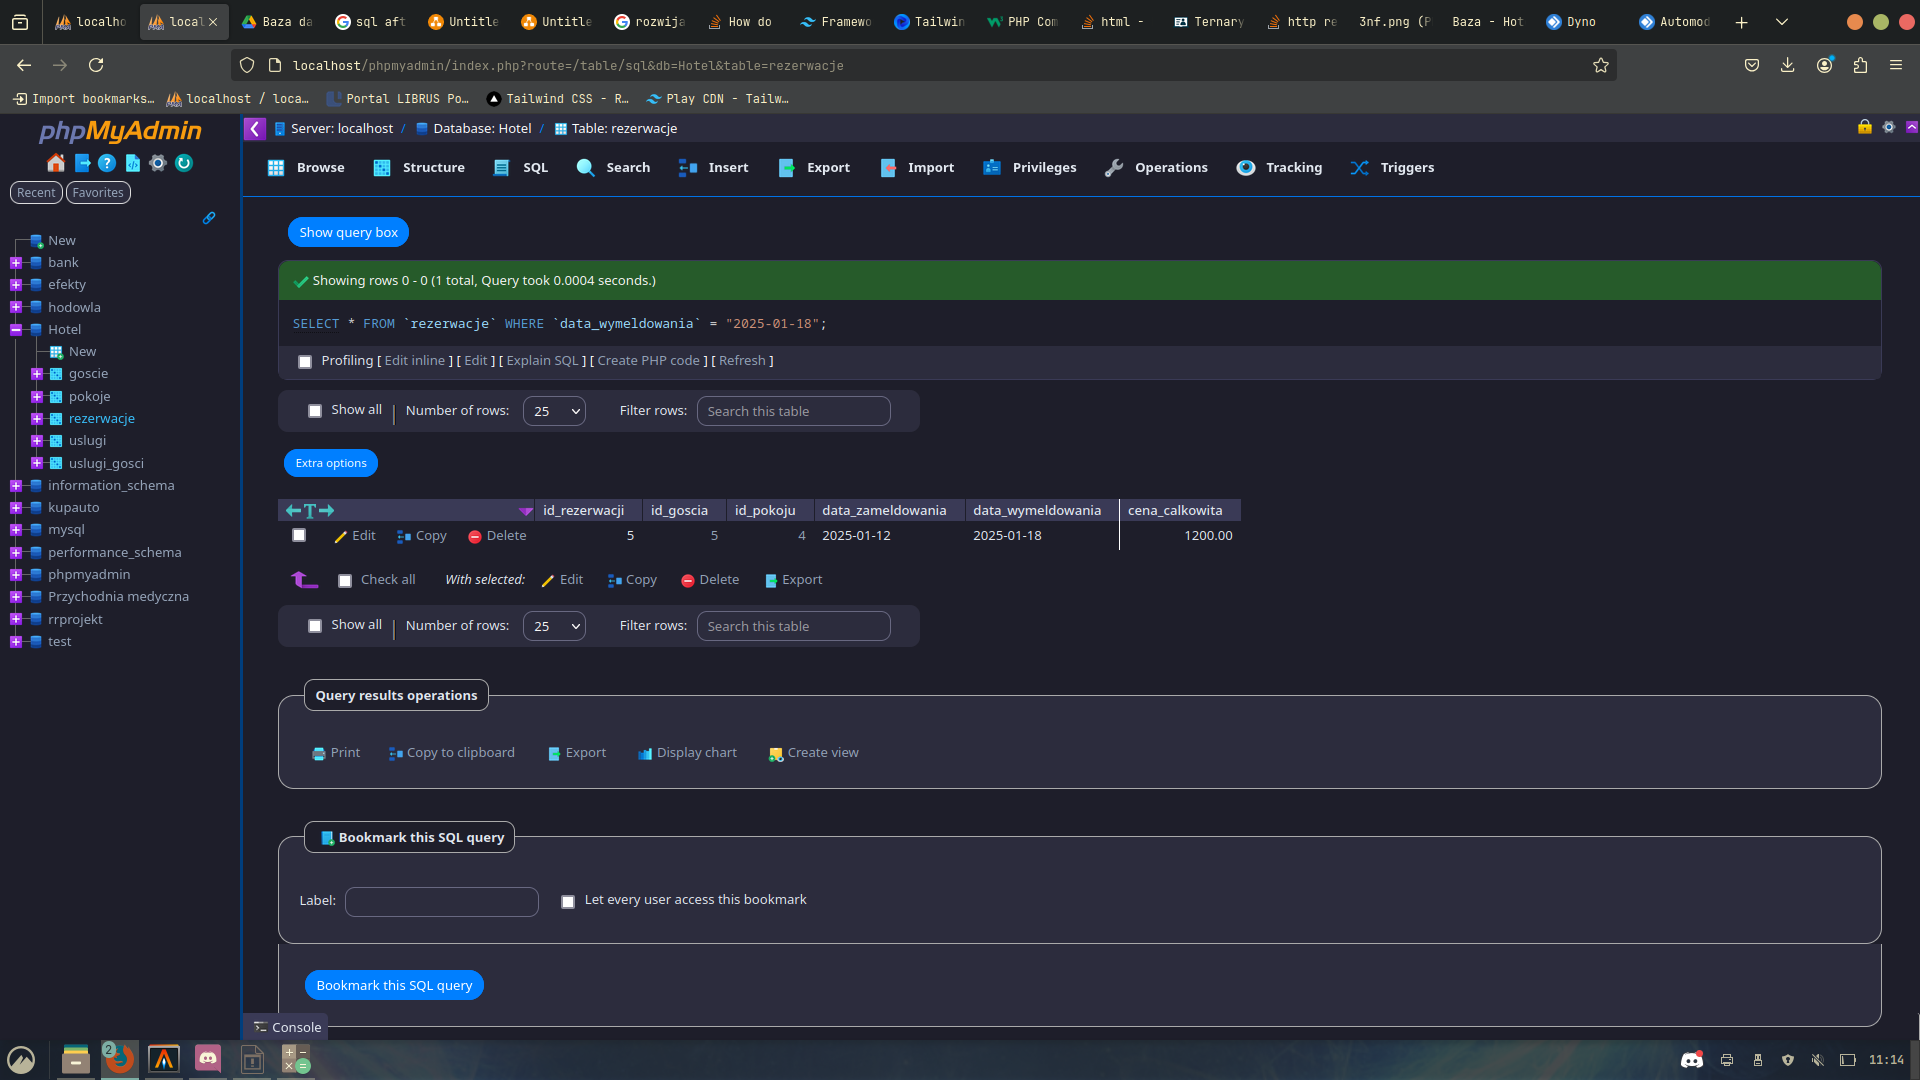 localho
local
Baza da
sql aft
Untitle
Untitle
rozwija
How do
Framewo
Tailwin
PHP Com
html -
Ternary
http re
3nf.png (P
Baza - Hot
Dyno
Automod
localhost/phpmyadmin/index.php?route=/table/sql&db=Hotel&table=rezerwacje
Import bookmarks…
localhost / loca…
Portal LIBRUS Po…
Tailwind CSS - R…
Play CDN - Tailw…
phpMyAdmin
Recent
Favorites
New
bank
efekty
hodowla
Hotel
New
goscie
pokoje
rezerwacje
uslugi
uslugi_gosci
information_schema
kupauto
mysql
performance_schema
phpmyadmin
Przychodnia medyczna
rrprojekt
test
Server: localhost / Database: Hotel / Table: rezerwacje
Browse
Structure
SQL
Search
Insert
Export
Import
Privileges
Operations
Tracking
Triggers
Show query box
Showing rows 0 - 0 (1 total, Query took 0.0004 seconds.)
SELECT * FROM `rezerwacje` WHERE `data_wymeldowania` = "2025-01-18";
Profiling [ Edit inline ] [ Edit ] [ Explain SQL ] [ Create PHP code ] [ Refresh ]
Show all | Number of rows: 25 Filter rows: Search this table
Extra options
←T→ id_rezerwacji id_goscia id_pokoju data_zameldowania data_wymeldowania cena_calkowita
Edit Copy Delete 5 5 4 2025-01-12 2025-01-18 1200.00
Check all With selected: Edit Copy Delete Export
Show all | Number of rows: 25 Filter rows: Search this table
Query results operations
Print Copy to clipboard Export Display chart Create view
Bookmark this SQL query
Label: Let every user access this bookmark
Bookmark this SQL query
Console
2
11:14